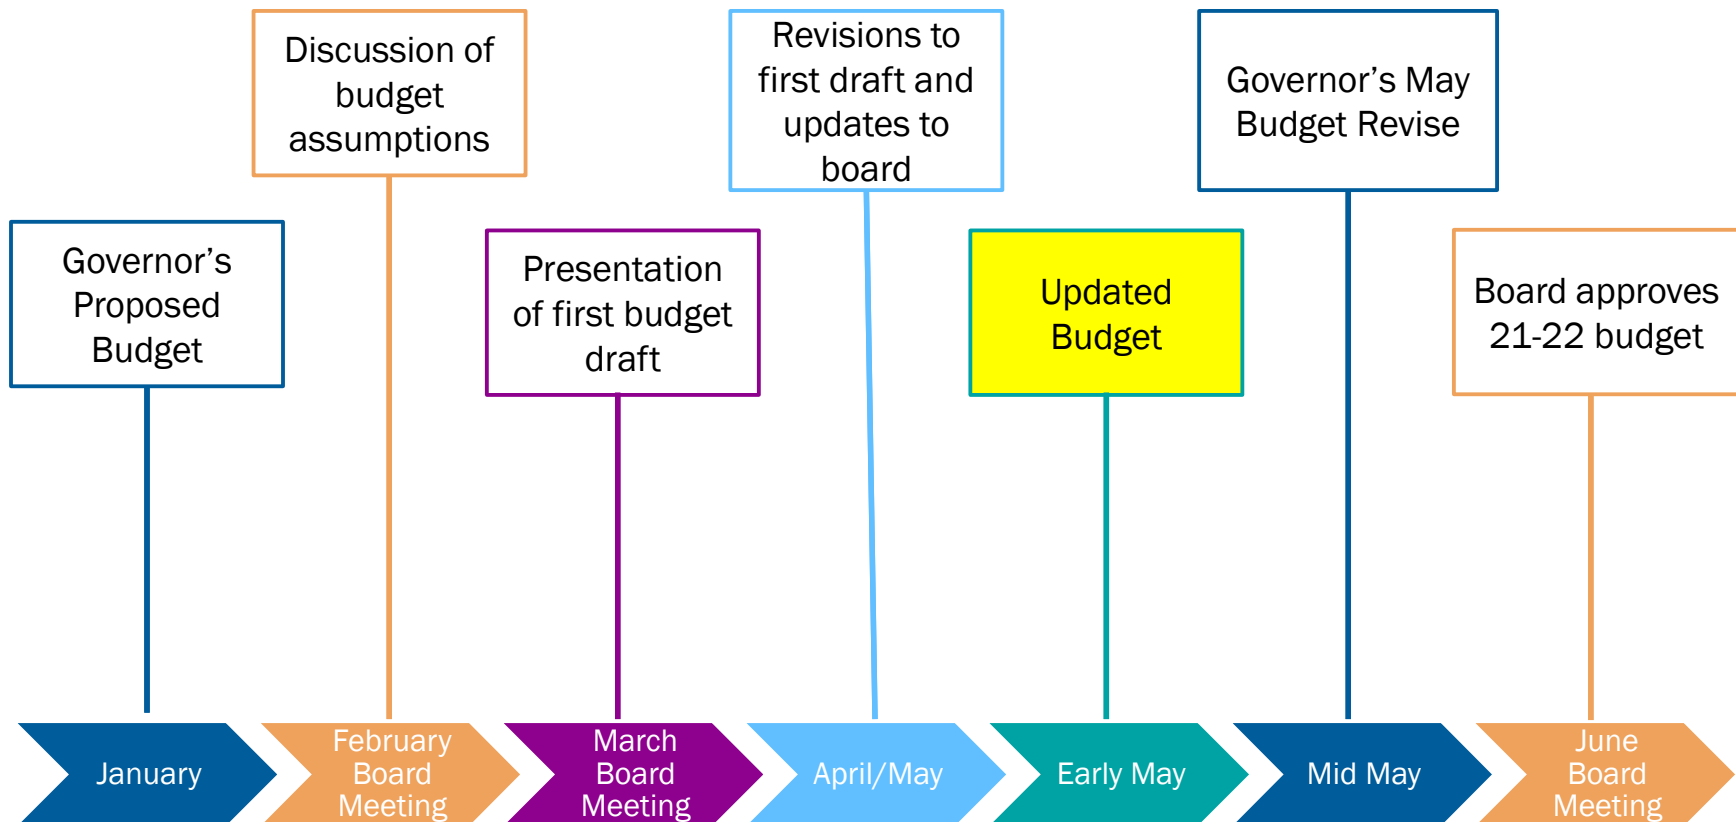 Discussion of
budget
assumptions
Revisions to
first draft and
updates to
board
Governor’s May
Budget Revise
Governor’s
Proposed
Budget
Presentation
of first budget
draft
Updated
Budget
Board approves
21-22 budget
January
February
Board
Meeting
March
Board
Meeting
April/May
Early May
Mid May
June
Board
Meeting